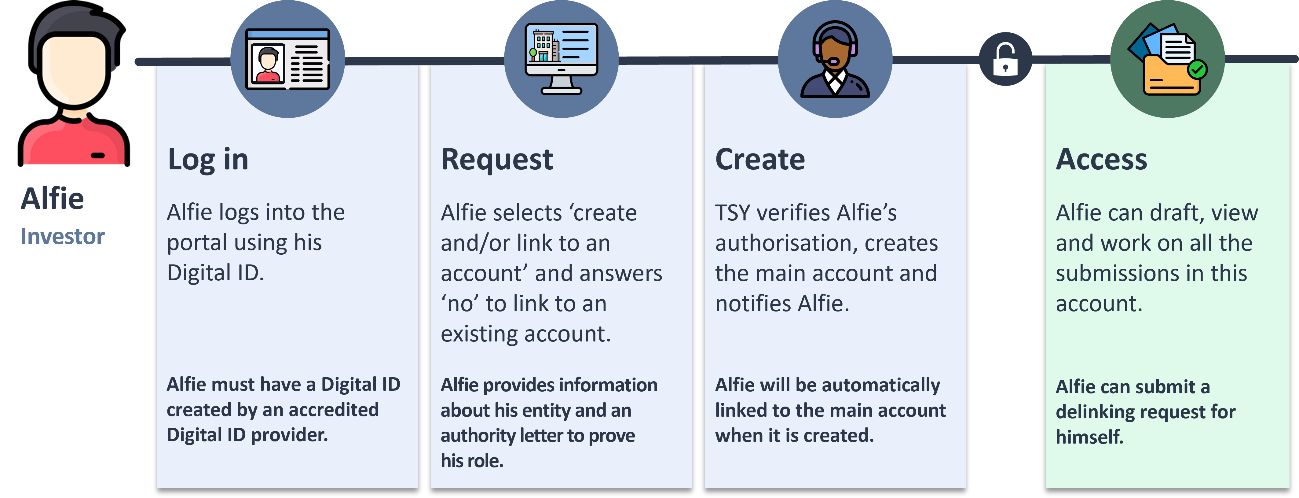 Alfie
Investor
Log in
Alfie logs into the
portal using his
Digital ID.
Alfie must have a Digital ID
created by an accredited
Digital ID provider.
Request
Alfie selects ‘create
and/or link to an
account’ and answers
‘no’ to link to an
existing account.
Alfie provides information
about his entity and an
authority letter to prove
his role.
Create
TSY verifies Alfie’s
authorisation, creates
the main account and
notifies Alfie.
Alfie will be automatically
linked to the main account
when it is created.
Access
Alfie can draft, view
and work on all the
submissions in this
account.
Alfie can submit a
delinking request for
himself.